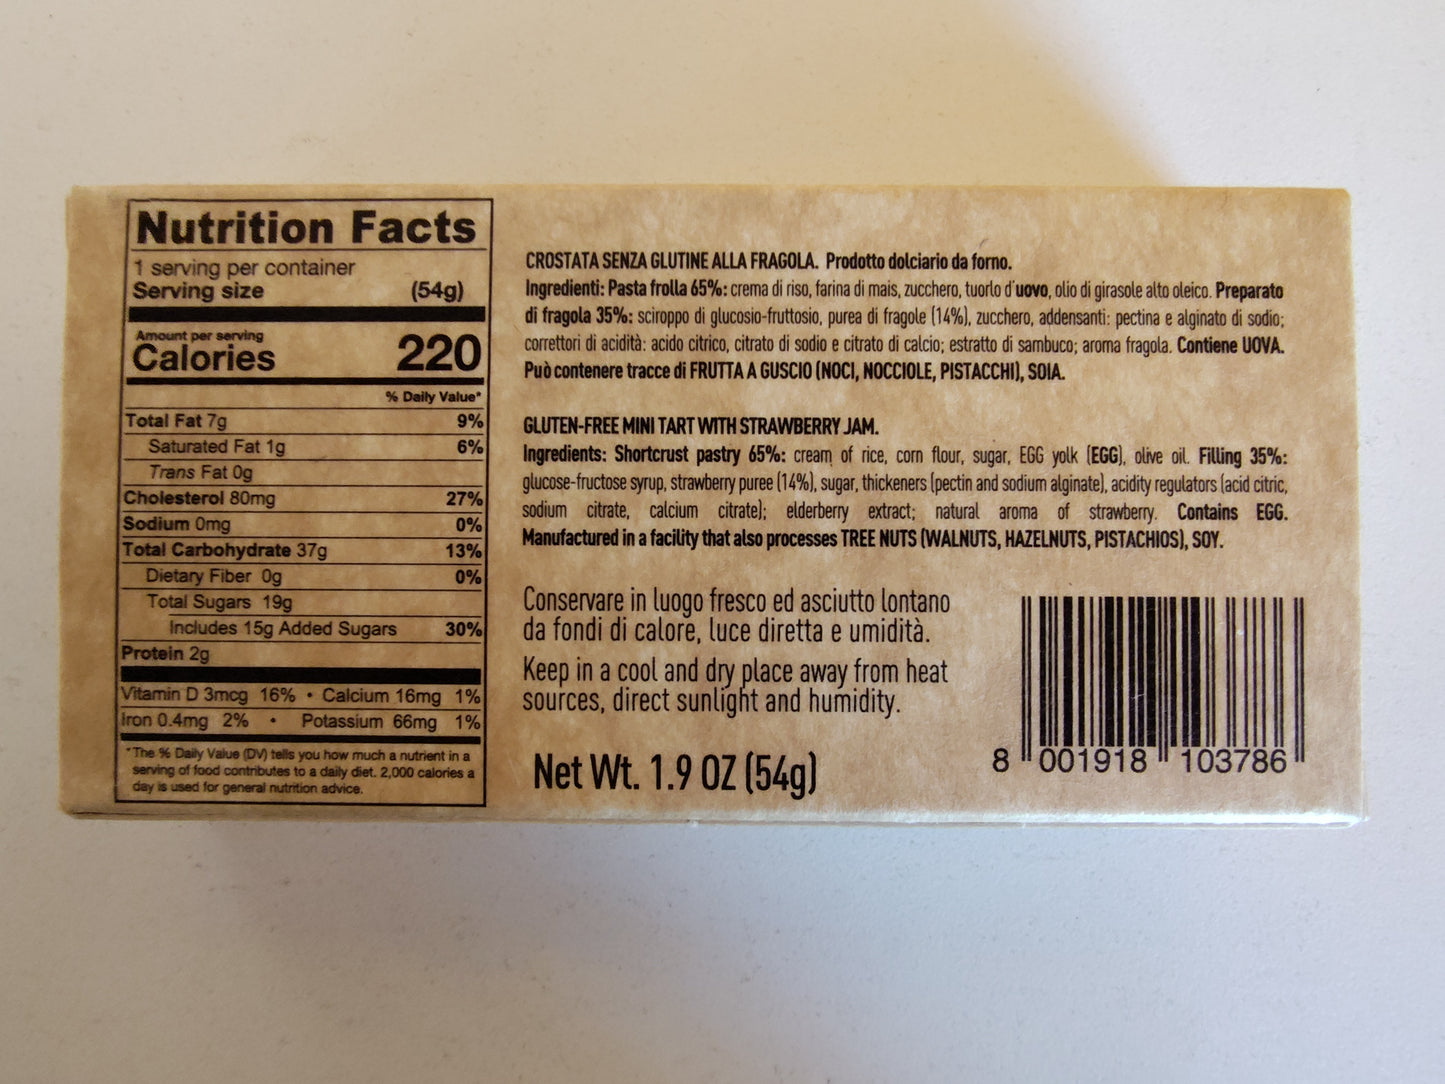 Nutrition Facts
1 serving per container
Serving size (54g)
Amount per serving
Calories 220
% Daily Value*
Total Fat 7g 9%
Saturated Fat 1g 6%
Trans Fat 0g
Cholesterol 80mg 27%
Sodium 0mg 0%
Total Carbohydrate 37g 13%
Dietary Fiber 0g 0%
Total Sugars 19g
Includes 15g Added Sugars 30%
Protein 2g
Vitamin D 3mcg 16% • Calcium 16mg 1%
Iron 0.4mg 2% • Potassium 66mg 1%
*The % Daily Value (DV) tells you how much a nutrient in a
serving of food contributes to a daily diet. 2,000 calories a
day is used for general nutrition advice.
CROSTATA SENZA GLUTINE ALLA FRAGOLA. Prodotto dolciario da forno.
Ingredienti: Pasta frolla 65%: crema di riso, farina di mais, zucchero, tuorlo d'uovo, olio di girasole alto oleico. Preparato
di fragola 35%: sciroppo di glucosio-fruttosio, purea di fragole (14%), zucchero, addensanti: pectina e alginato di sodio;
correttori di acidità: acido citrico, citrato di sodio e citrato di calcio; estratto di sambuco; aroma fragola. Contiene UOVA.
Può contenere tracce di FRUTTA A GUSCIO (NOCI, NOCCIOLE, PISTACCHI), SOIA.
GLUTEN-FREE MINI TART WITH STRAWBERRY JAM.
Ingredients: Shortcrust pastry 65%: cream of rice, corn flour, sugar, EGG yolk (EGG), olive oil. Filling 35%:
glucose-fructose syrup, strawberry puree (14%), sugar, thickeners (pectin and sodium alginate), acidity regulators (acid citric,
sodium citrate, calcium citrate); elderberry extract; natural aroma of strawberry. Contains EGG.
Manufactured in a facility that also processes TREE NUTS (WALNUTS, HAZELNUTS, PISTACHIOS), SOY.
Conservare in luogo fresco ed asciutto lontano
da fondi di calore, luce diretta e umidità.
Keep in a cool and dry place away from heat
sources, direct sunlight and humidity.
Net Wt. 1.9 OZ (54g)
8 001918 103786